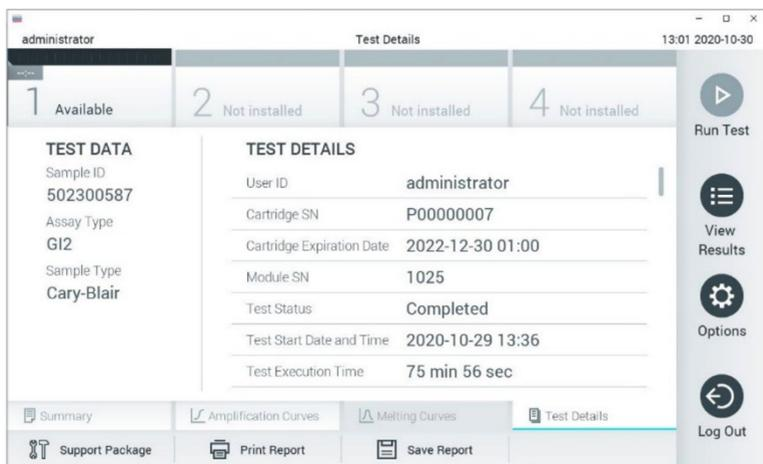 administrator Test Details 13:01 2020-10-30
--:--
1 Available 2 Not installed 3 Not installed 4 Not installed
Run Test
TEST DATA
Sample ID
502300587
Assay Type
GI2
Sample Type
Cary-Blair
TEST DETAILS
User ID administrator
Cartridge SN P00000007
Cartridge Expiration Date 2022-12-30 01:00
Module SN 1025
Test Status Completed
Test Start Date and Time 2020-10-29 13:36
Test Execution Time 75 min 56 sec
View
Results
Options
Log Out
Summary Amplification Curves Melting Curves Test Details
Support Package Print Report Save Report